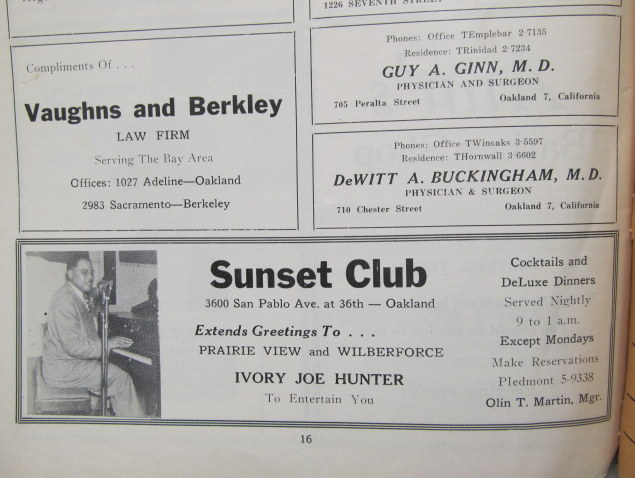 1226 SEVENTH STREET
Compliments Of . . .
Vaughns and Berkley
LAW FIRM
Serving The Bay Area
Offices: 1027 Adeline—Oakland
2983 Sacramento—Berkeley
Phones: Office TEmplebar 2-7135
Residence: TRinidad 2-7234
GUY A. GINN, M. D.
PHYSICIAN AND SURGEON
705 Peralta Street Oakland 7, California
Phones: Office TWinoaks 3-5597
Residence: THornwall 3-6602
DeWITT A. BUCKINGHAM, M. D.
PHYSICIAN & SURGEON
710 Chester Street Oakland 7, California
Sunset Club
3600 San Pablo Ave. at 36th — Oakland
Extends Greetings To . . .
PRAIRIE VIEW and WILBERFORCE
IVORY JOE HUNTER
To Entertain You
Cocktails and
DeLuxe Dinners
Served Nightly
9 to 1 a.m.
Except Mondays
Make Reservations
PIedmont 5-9338
Olin T. Martin, Mgr.
16